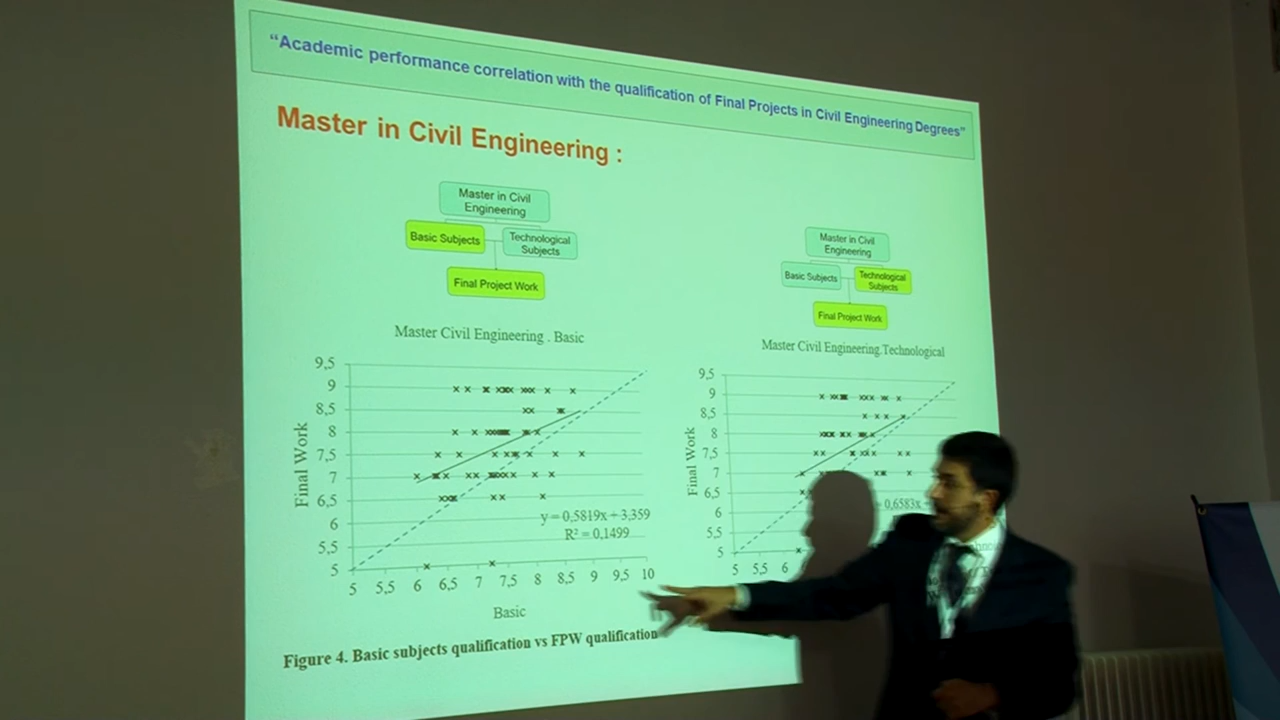 “Academic performance correlation with the qualification of Final Projects in Civil Engineering Degrees”
Master in Civil Engineering :
Master in Civil
Engineering
Basic Subjects
Technological
Subjects
Final Project Work
Master Civil Engineering . Basic
Final Work
9,5
9
8,5
8
7,5
7
6,5
6
5,5
5
y = 0,5819x + 3,359
R² = 0,1499
5 5,5 6 6,5 7 7,5 8 8,5 9 9,5 10
Basic
Figure 4. Basic subjects qualification vs FPW qualification
Master in Civil
Engineering
Basic Subjects
Technological
Subjects
Final Project Work
Master Civil Engineering.Technological
Final Work
9,5
9
8,5
8
7,5
7
6,5
6
5,5
5
0,6583x
5 5,5 6